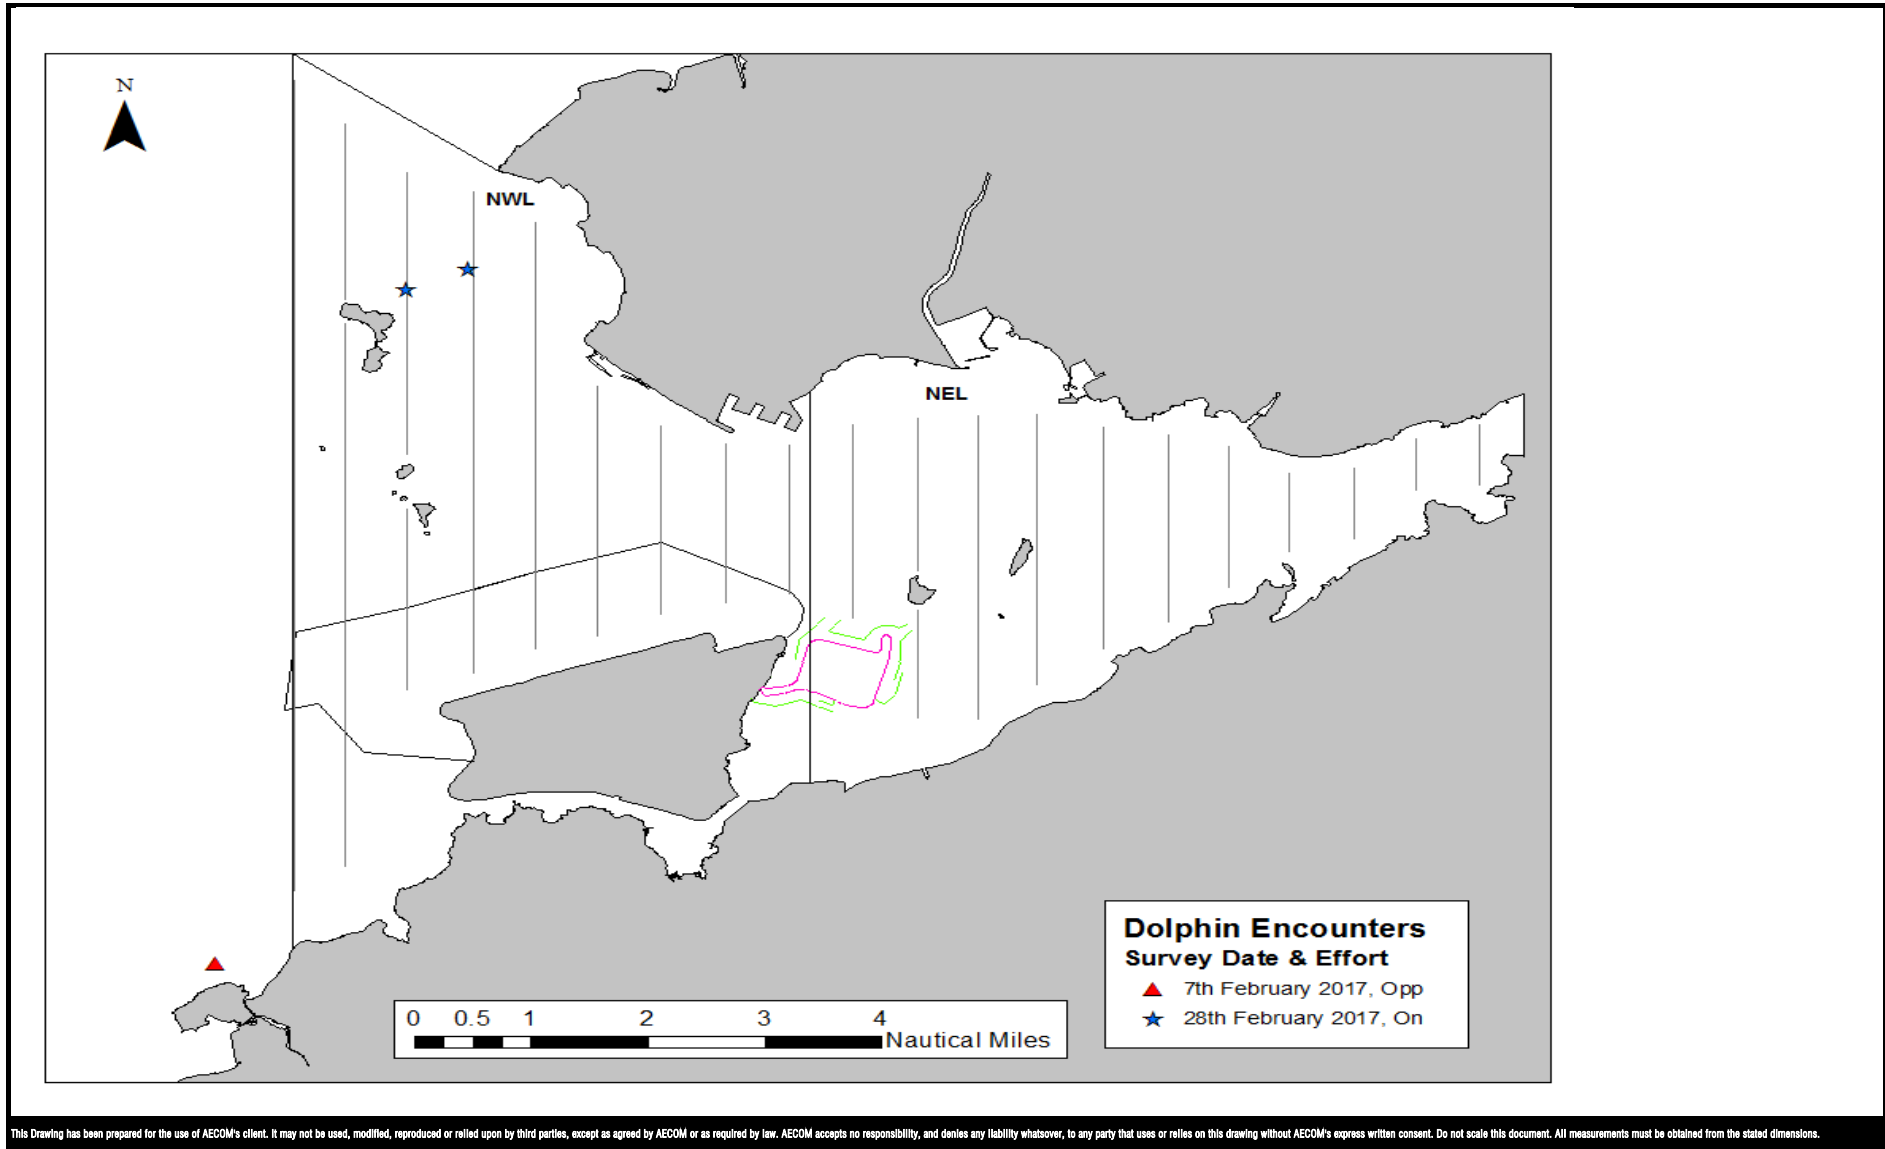 N
NWL
NEL
Dolphin Encounters
Survey Date & Effort
7th February 2017, Opp
28th February 2017, On
0 0.5 1 2 3 4
Nautical Miles
This Drawing has been prepared for the use of AECOM's client. It may not be used, modified, reproduced or relied upon by third parties, except as agreed by AECOM or as required by law. AECOM accepts no responsibility, and denies any liability whatsover, to any party that uses or relies on this drawing without AECOM's express written consent. Do not scale this document. All measurements must be obtained from the stated dimensions.